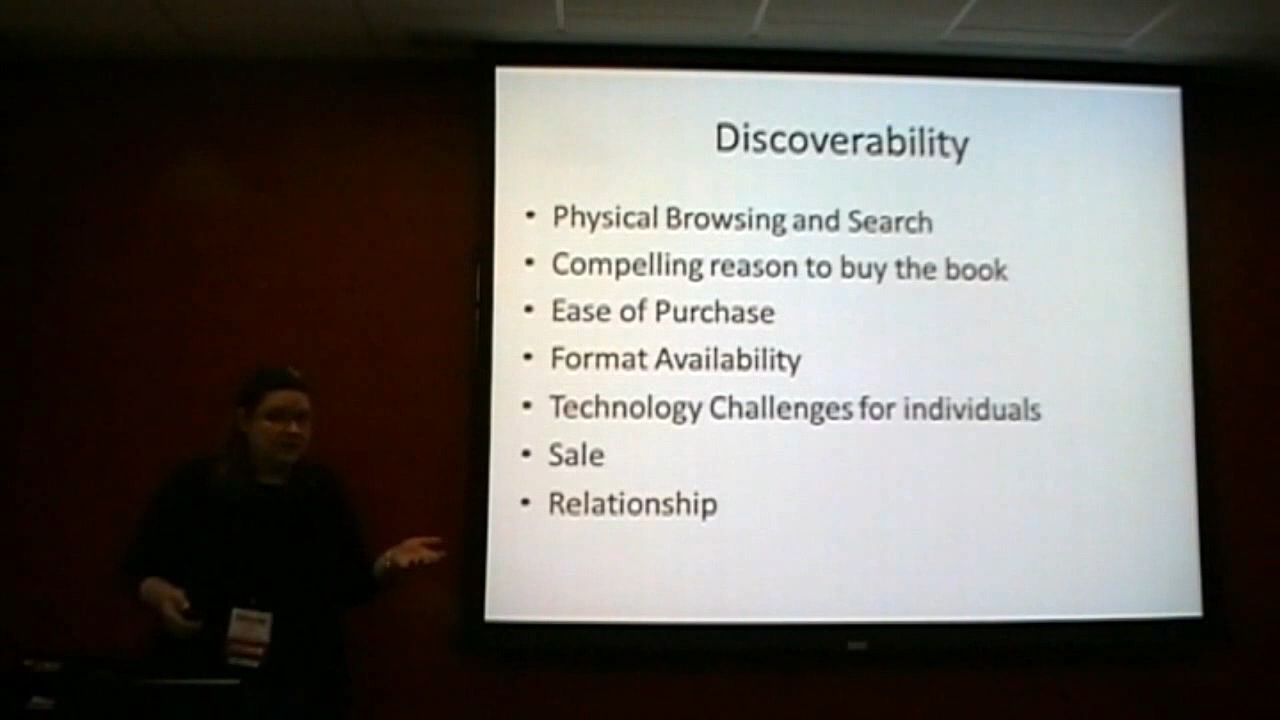 Discoverability
• Physical Browsing and Search
• Compelling reason to buy the book
• Ease of Purchase
• Format Availability
• Technology Challenges for individuals
• Sale
• Relationship